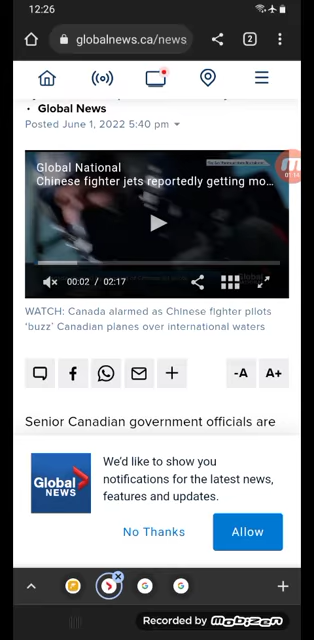 12:26
globalnews.ca/news
2
• Global News
Posted June 1, 2022 5:40 pm
Global National
Chinese fighter jets reportedly getting mo...
01:14
00:02 / 02:17
WATCH: Canada alarmed as Chinese fighter pilots
'buzz' Canadian planes over international waters
-A A+
Senior Canadian government officials are
We'd like to show you
notifications for the latest news,
features and updates.
Global
NEWS
No Thanks
Allow
Recorded by mobizen